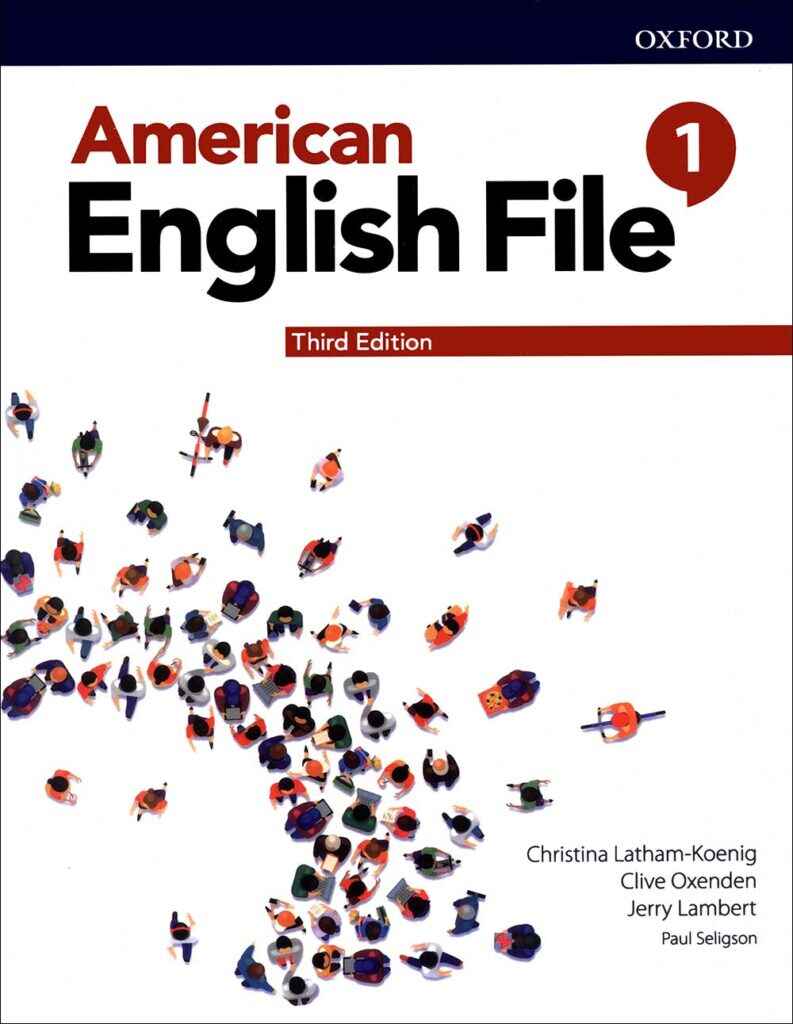 OXFORD
American
1
English File
Third Edition
Christina Latham-Koenig
Clive Oxenden
Jerry Lambert
Paul Seligson